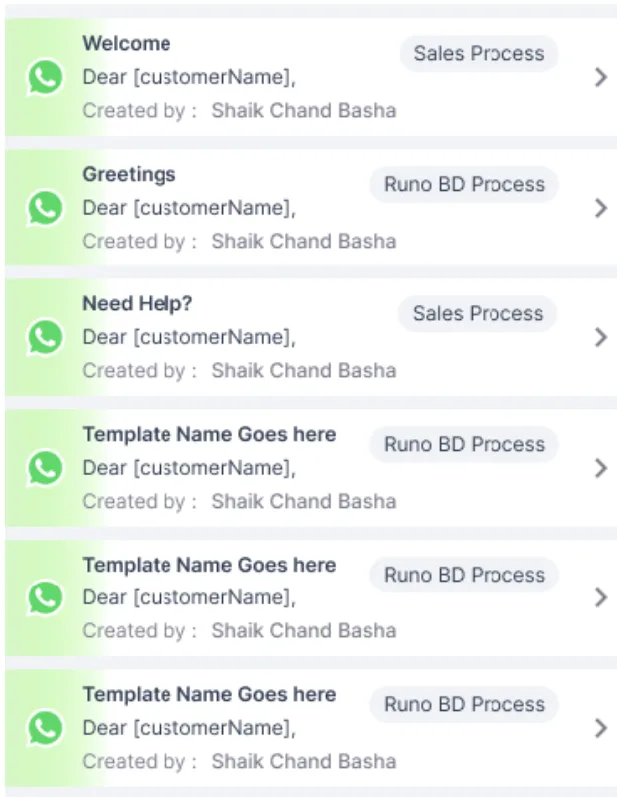 Welcome
Sales Process
Dear [customerName],
Created by : Shaik Chand Basha
Greetings
Runo BD Process
Dear [customerName],
Created by : Shaik Chand Basha
Need Help?
Sales Process
Dear [customerName],
Created by : Shaik Chand Basha
Template Name Goes here
Runo BD Process
Dear [customerName],
Created by : Shaik Chand Basha
Template Name Goes here
Runo BD Process
Dear [customerName],
Created by : Shaik Chand Basha
Template Name Goes here
Runo BD Process
Dear [customerName],
Created by : Shaik Chand Basha